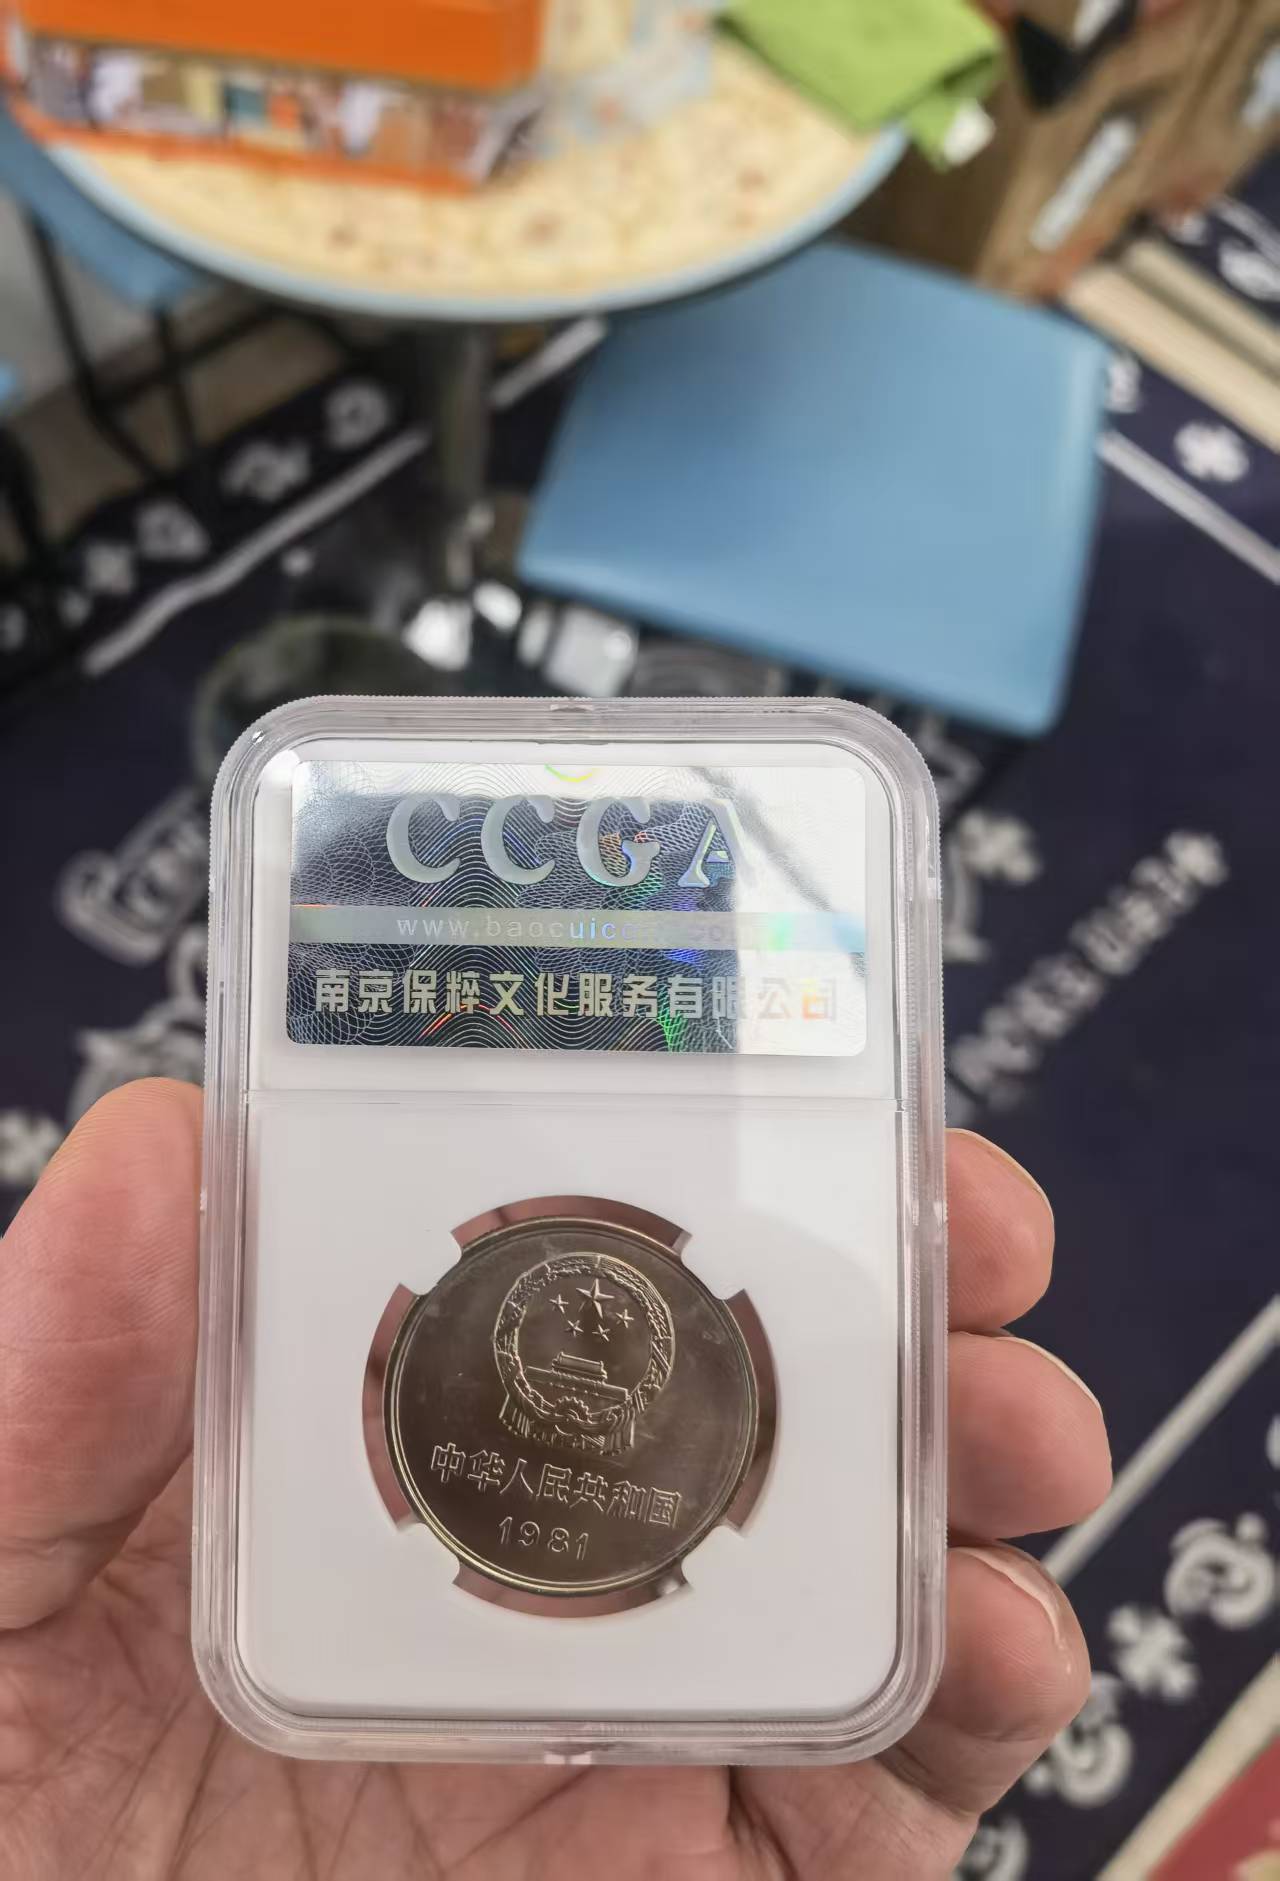 CCGA
南京保粹文化服务有限公司
中华人民共和国
1981